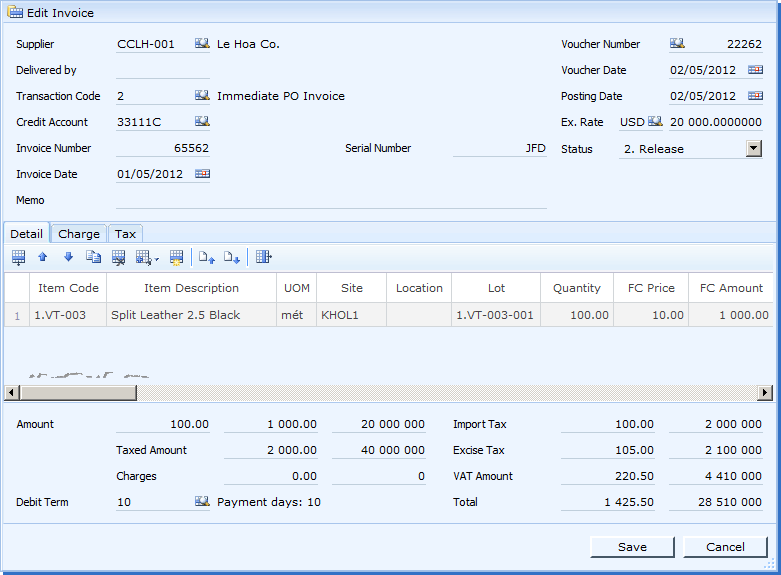 Edit Invoice
Supplier CCLH-001 Le Hoa Co. Voucher Number 22262
Delivered by Voucher Date 02/05/2012
Transaction Code 2 Immediate PO Invoice Posting Date 02/05/2012
Credit Account 33111C Ex. Rate USD 20 000.0000000
Invoice Number 65562 Serial Number JFD Status 2. Release
Invoice Date 01/05/2012
Memo
Detail Charge Tax
Item Code Item Description UOM Site Location Lot Quantity FC Price FC Amount
1 1.VT-003 Split Leather 2.5 Black mét KHOL1 1.VT-003-001 100.00 10.00 1 000.00
Amount 100.00 1 000.00 20 000 000 Import Tax 100.00 2 000 000
Taxed Amount 2 000.00 40 000 000 Excise Tax 105.00 2 100 000
Charges 0.00 0 VAT Amount 220.50 4 410 000
Debit Term 10 Payment days: 10 Total 1 425.50 28 510 000
Save Cancel